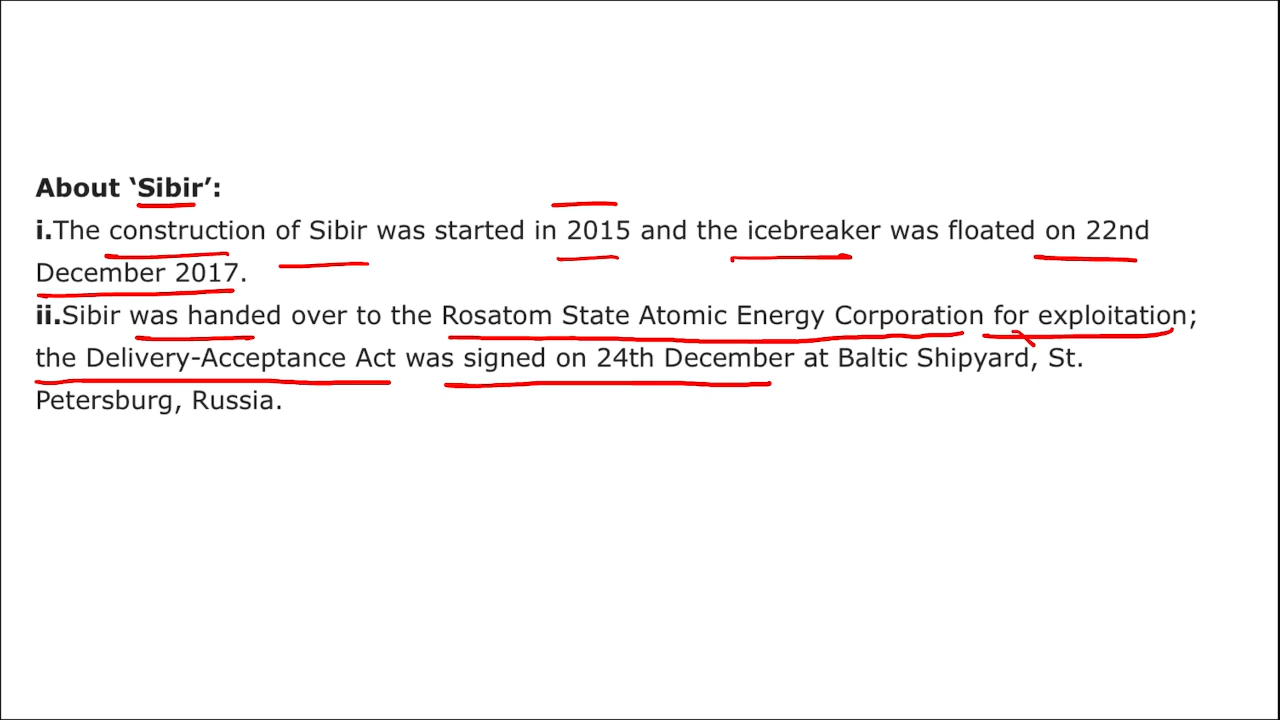 About ‘Sibir’:
i.The construction of Sibir was started in 2015 and the icebreaker was floated on 22nd
December 2017.
ii.Sibir was handed over to the Rosatom State Atomic Energy Corporation for exploitation;
the Delivery-Acceptance Act was signed on 24th December at Baltic Shipyard, St.
Petersburg, Russia.